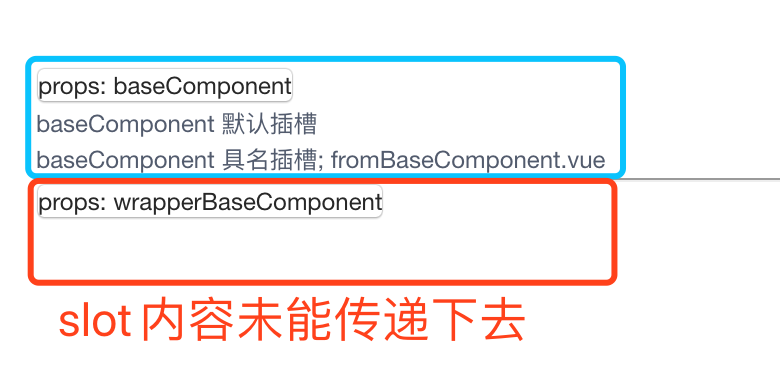 props: baseComponent
baseComponent 默认插槽
baseComponent 具名插槽; fromBaseComponent.vue
props: wrapperBaseComponent
slot 内容未能传递下去